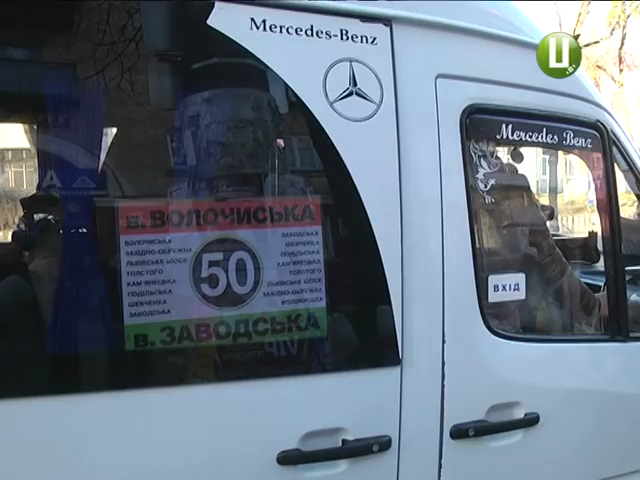 Mercedes-Benz
Ц
Mercedes Benz
в. ВОЛОЧИСЬКА
ВОЛОЧИСЬКА
ЗАХІДНО-ОКРУЖНА
ЛЬВІВСЬКЕ ШОСЕ
ТОЛСТОГО
КАМ'ЯНЕЦЬКА
ПОДІЛЬСЬКА
ШЕВЧЕНКА
ЗАВОДСЬКА
50
ЗАВОДСЬКА
ШЕВЧЕНКА
ПОДІЛЬСЬКА
КАМ'ЯНЕЦЬКА
ТОЛСТОГО
ЛЬВІВСЬКЕ ШОСЕ
ЗАХІДНО-ОКРУЖНА
ВОЛОЧИСЬКА
в. ЗАВОДСЬКА
ВХІД